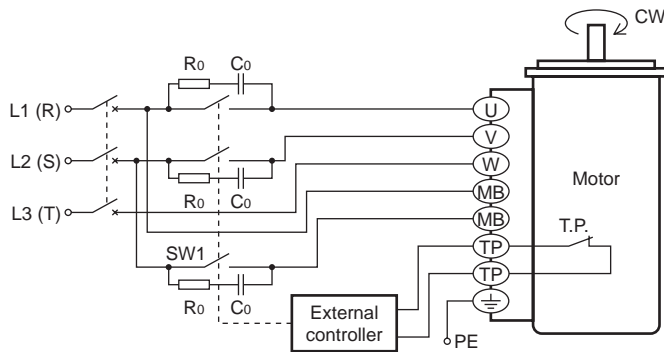 CW
R₀ C₀
L1 (R)
U
V
L2 (S)
W
R₀ C₀
MB
Motor
L3 (T)
MB
T.P.
SW1
TP
TP
R₀ C₀
External
controller
PE